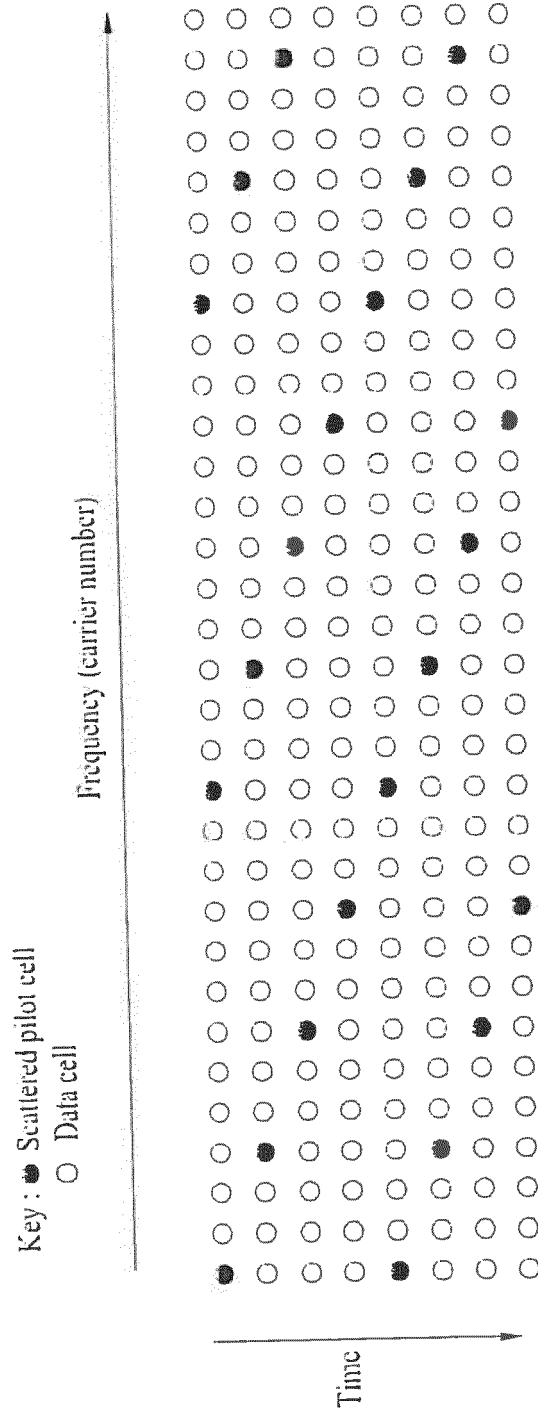 Key : ● Scattered pilot cell
○ Data cell
Frequency (carrier number)
Time